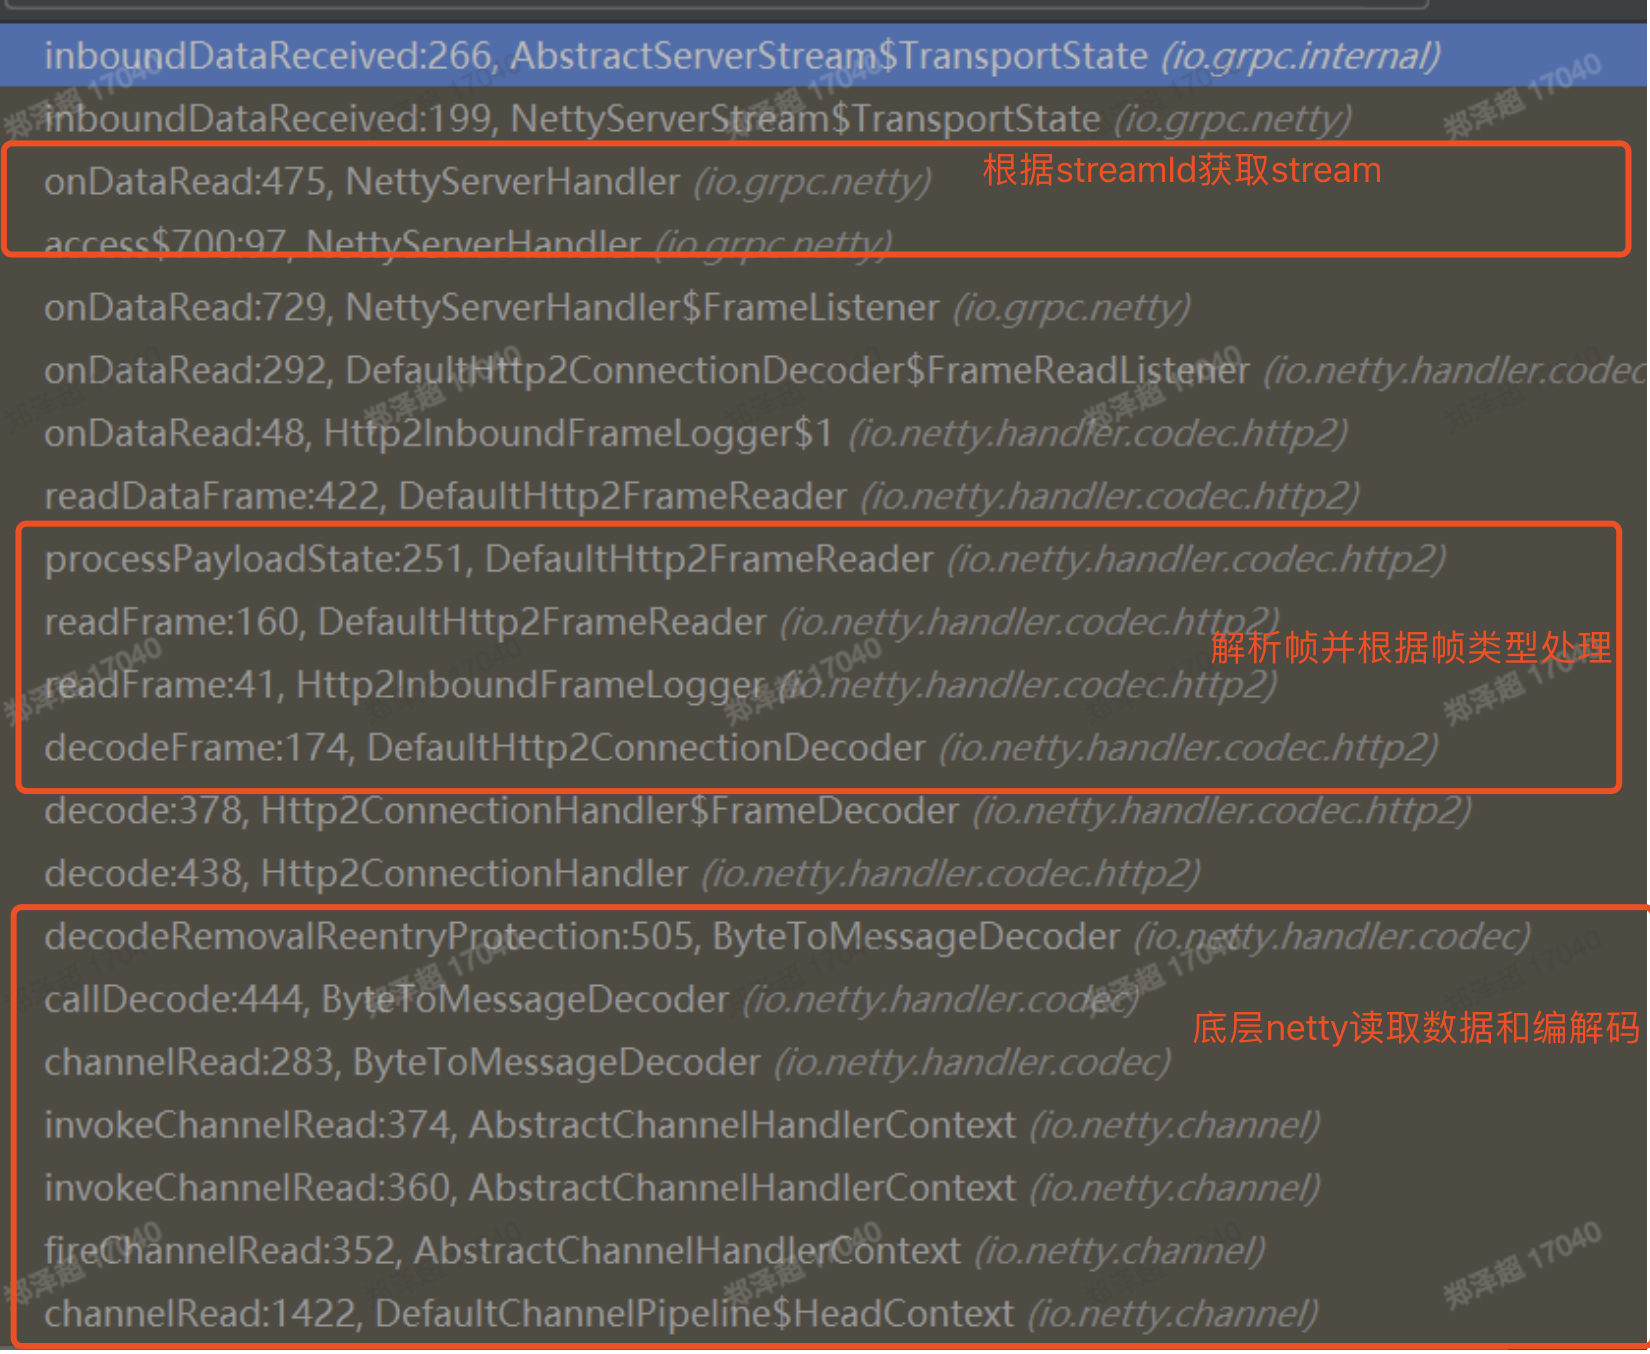 inboundDataReceived:266, AbstractServerStream$TransportState (io.grpc.internal)
inboundDataReceived:199, NettyServerStream$TransportState (io.grpc.netty)
onDataRead:475, NettyServerHandler (io.grpc.netty)
根据streamId获取stream
access$700:97, NettyServerHandler (io.grpc.netty)
onDataRead:729, NettyServerHandler$FrameListener (io.grpc.netty)
onDataRead:292, DefaultHttp2ConnectionDecoder$FrameReadListener (io.netty.handler.codec
onDataRead:48, Http2InboundFrameLogger$1 (io.netty.handler.codec.http2)
readDataFrame:422, DefaultHttp2FrameReader (io.netty.handler.codec.http2)
processPayloadState:251, DefaultHttp2FrameReader (io.netty.handler.codec.http2)
readFrame:160, DefaultHttp2FrameReader (io.netty.handler.codec.http2)
解析帧并根据帧类型处理
readFrame:41, Http2InboundFrameLogger (io.netty.handler.codec.http2)
decodeFrame:174, DefaultHttp2ConnectionDecoder (io.netty.handler.codec.http2)
decode:378, Http2ConnectionHandler$FrameDecoder (io.netty.handler.codec.http2)
decode:438, Http2ConnectionHandler (io.netty.handler.codec.http2)
decodeRemovalReentryProtection:505, ByteToMessageDecoder (io.netty.handler.codec)
callDecode:444, ByteToMessageDecoder (io.netty.handler.codec)
底层netty读取数据和编解码
channelRead:283, ByteToMessageDecoder (io.netty.handler.codec)
invokeChannelRead:374, AbstractChannelHandlerContext (io.netty.channel)
invokeChannelRead:360, AbstractChannelHandlerContext (io.netty.channel)
fireChannelRead:352, AbstractChannelHandlerContext (io.netty.channel)
channelRead:1422, DefaultChannelPipeline$HeadContext (io.netty.channel)
郑泽超 17040